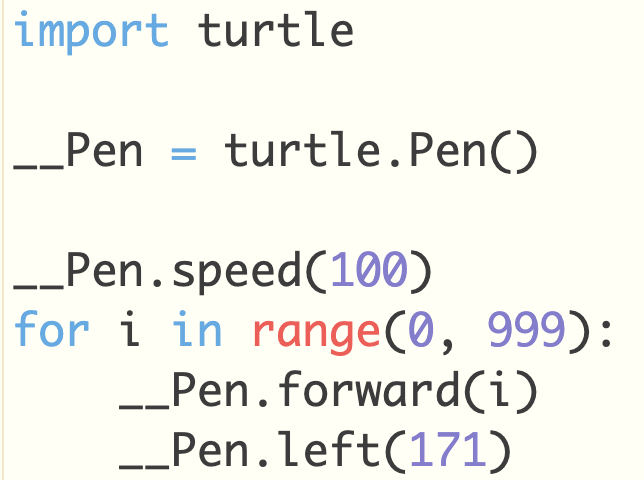 import turtle
__Pen = turtle.Pen()
__Pen.speed(100)
for i in range(0, 999):
    __Pen.forward(i)
    __Pen.left(171)